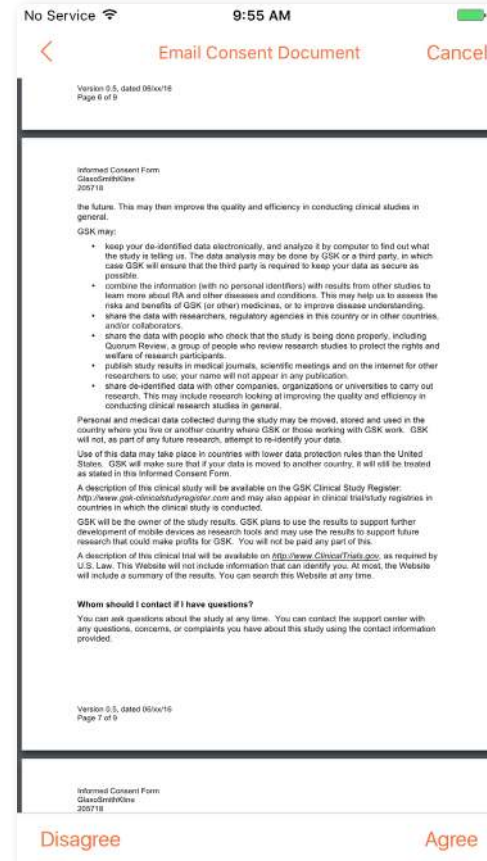 No Service 9:55 AM
Email Consent Document Cancel
Version 0.5, dated 06/xx/16
Page 6 of 9
Informed Consent Form
GlaxoSmithKline
205718
the future. This may then improve the quality and efficiency in conducting clinical studies in
general.
GSK may:
• keep your de-identified data electronically, and analyze it by computer to find out what
the study is telling us. The data analysis may be done by GSK or a third party, in which
case GSK will ensure that the third party is required to keep your data as secure as
possible.
• combine the information (with no personal identifiers) with results from other studies to
learn more about RA and other diseases and conditions. This may help us to assess the
risks and benefits of GSK (or other) medicines, or to improve disease understanding.
• share the data with researchers, regulatory agencies in this country or in other countries,
and/or collaborators.
• share the data with people who check that the study is being done properly, including
Quorum Review, a group of people who review research studies to protect the rights and
welfare of research participants.
• publish study results in medical journals, scientific meetings and on the internet for other
researchers to use; your name will not appear in any publication.
• share de-identified data with other companies, organizations or universities to carry out
research. This may include research looking at improving the quality and efficiency in
conducting clinical research studies in general.
Personal and medical data collected during the study may be moved, stored and used in the
country where you live or another country where GSK or those working with GSK work. GSK
will not, as part of any future research, attempt to re-identify your data.
Use of this data may take place in countries with lower data protection rules than the United
States. GSK will make sure that if your data is moved to another country, it will still be treated
as stated in this Informed Consent Form.
A description of this clinical study will be available on the GSK Clinical Study Register:
http://www.gsk-clinicalstudyregister.com and may also appear in clinical trial/study registries in
countries in which the clinical study is conducted.
GSK will be the owner of the study results. GSK plans to use the results to support further
development of mobile devices as research tools and may use the results to support future
research that could make profits for GSK. You will not be paid any part of this.
A description of this clinical trial will be available on http://www.ClinicalTrials.gov, as required by
U.S. Law. This Website will not include information that can identify you. At most, the Website
will include a summary of the results. You can search this Website at any time.
Whom should I contact if I have questions?
You can ask questions about the study at any time. You can contact the support center with
any questions, concerns, or complaints you have about this study using the contact information
provided.
Version 0.5, dated 06/xx/16
Page 7 of 9
Informed Consent Form
GlaxoSmithKline
205718
Disagree Agree